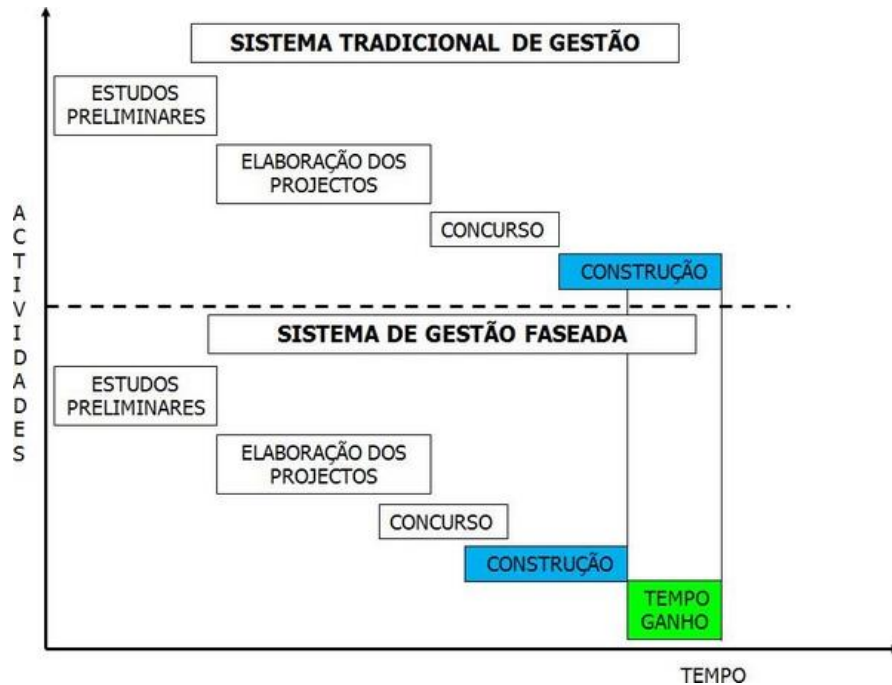 SISTEMA TRADICIONAL DE GESTÃO
ESTUDOS
PRELIMINARES
ELABORAÇÃO DOS
PROJECTOS
CONCURSO
CONSTRUÇÃO
ACTIVIDADES
SISTEMA DE GESTÃO FASEADA
ESTUDOS
PRELIMINARES
ELABORAÇÃO DOS
PROJECTOS
CONCURSO
CONSTRUÇÃO
TEMPO
GANHO
TEMPO